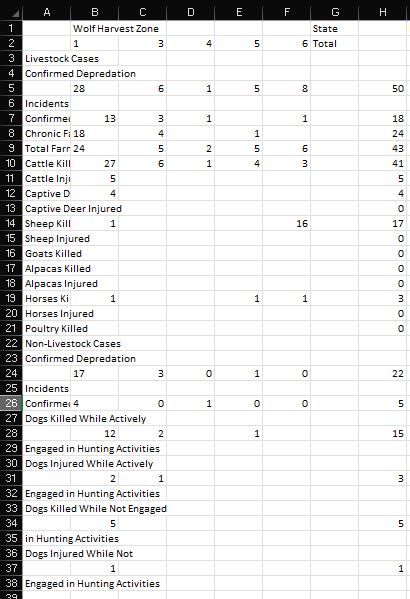 A B C D E F G H
1 Wolf Harvest Zone State
2 1 3 4 5 6 Total
3 Livestock Cases
4 Confirmed Depredation
5 28 6 1 5 8 50
6 Incidents
7 Confirmed 13 3 1 1 18
8 Chronic Fa 18 4 1 24
9 Total Farr 24 5 2 5 6 43
10 Cattle Kill 27 6 1 4 3 41
11 Cattle Inju 5 5
12 Captive D 4 4
13 Captive Deer Injured 0
14 Sheep Kill 1 16 17
15 Sheep Injured 0
16 Goats Killed 0
17 Alpacas Killed 0
18 Alpacas Injured 0
19 Horses Ki 1 1 1 3
20 Horses Injured 0
21 Poultry Killed 0
22 Non-Livestock Cases
23 Confirmed Depredation
24 17 3 0 1 0 22
25 Incidents
26 Confirmed 4 0 1 0 0 5
27 Dogs Killed While Actively
28 12 2 1 15
29 Engaged in Hunting Activities
30 Dogs Injured While Actively
31 2 1 3
32 Engaged in Hunting Activities
33 Dogs Killed While Not Engaged
34 5 5
35 in Hunting Activities
36 Dogs Injured While Not
37 1 1
38 Engaged in Hunting Activities
39